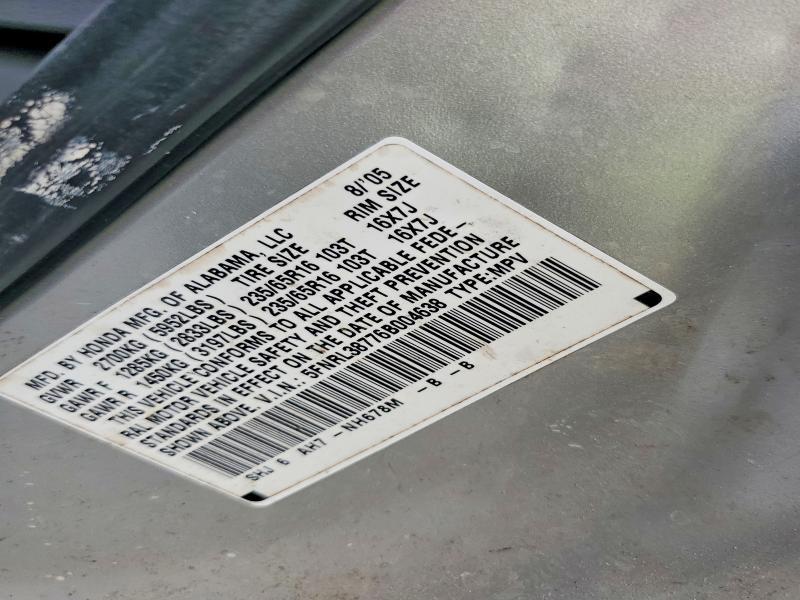 MFD. BY HONDA MFG. OF ALABAMA, LLC 8/'05
GVWR 2700KG (5952LBS) TIRE SIZE RIM SIZE
GAWR F 1285KG (2833LBS) 235/65R16 103T 16X7J
GAWR R 1450KG (3197LBS) 235/65R16 103T 16X7J
THIS VEHICLE CONFORMS TO ALL APPLICABLE FEDE–
RAL MOTOR VEHICLE SAFTY AND THEFT PREVENTION
STANDARDS IN EFFECT ON THE DATE OF MANUFACTURE
SHOWN ABOVE V.I.N.: 5FNRL38776B004638 TYPE:MPV
6 AH7 – NH678M – B – B